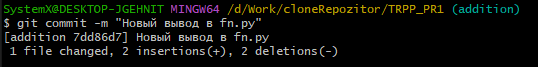 SystemX@DESKTOP-JGEHNIT MINGW64 /d/Work/cloneRepozitor/TRPP_PR1 (addition)
$ git commit -m "Новый вывод в fn.py"
[addition 7dd86d7] Новый вывод в fn.py
 1 file changed, 2 insertions(+), 2 deletions(-)